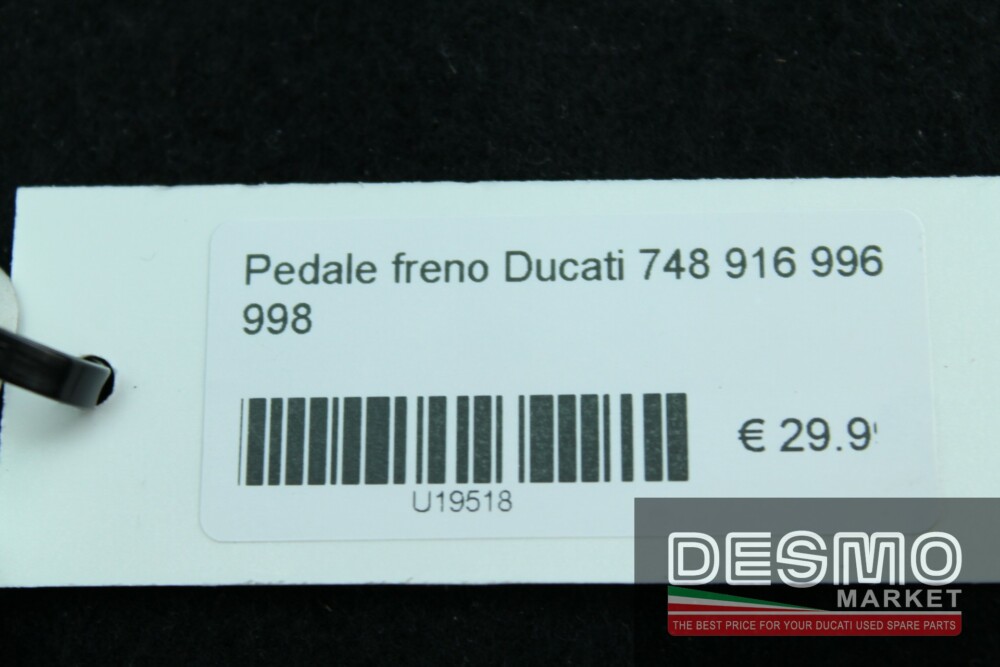 Pedale freno Ducati 748 916 996
998
€ 29.9
U19518
DESMO
MARKET
THE BEST PRICE FOR YOUR DUCATI USED SPARE PARTS